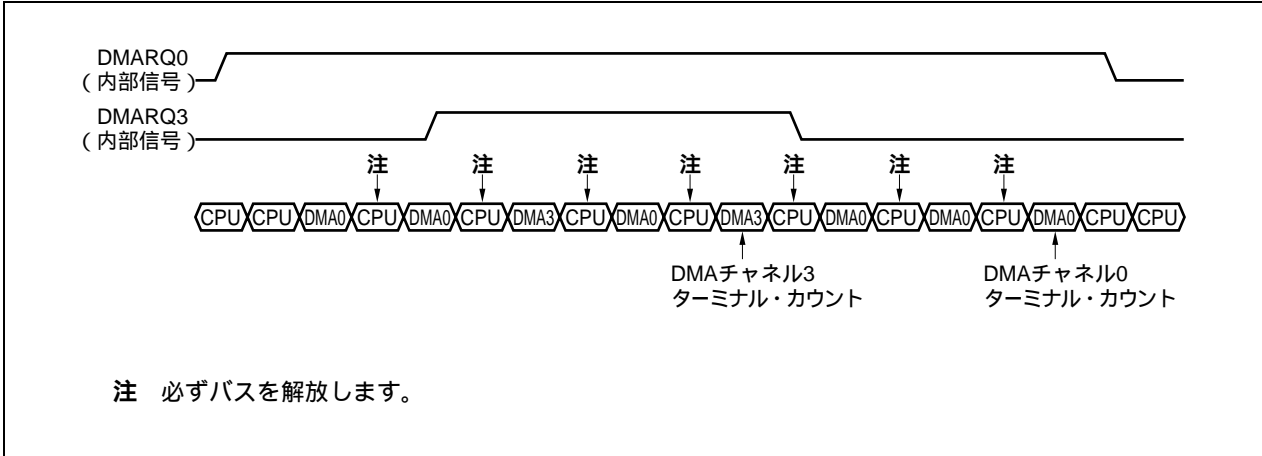 DMARQ0
（内部信号）
DMARQ3
（内部信号）
注 注 注 注 注 注 注
CPU CPU DMA0 CPU DMA0 CPU DMA3 CPU DMA0 CPU DMA3 CPU DMA0 CPU DMA0 CPU DMA0 CPU CPU
DMAチャネル3
ターミナル・カウント
DMAチャネル0
ターミナル・カウント
注　必ずバスを解放します。